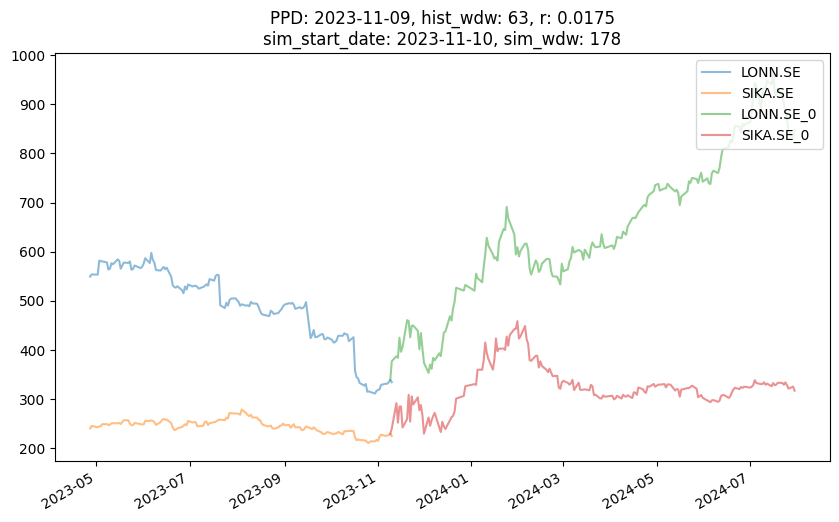 PPD: 2023-11-09, hist_wdw: 63, r: 0.0175
sim_start_date: 2023-11-10, sim_wdw: 178
1000
900
800
700
600
500
400
300
200
LONN.SE
SIKA.SE
LONN.SE_0
SIKA.SE_0
2023-05
2023-07
2023-09
2023-11
2024-01
2024-03
2024-05
2024-07